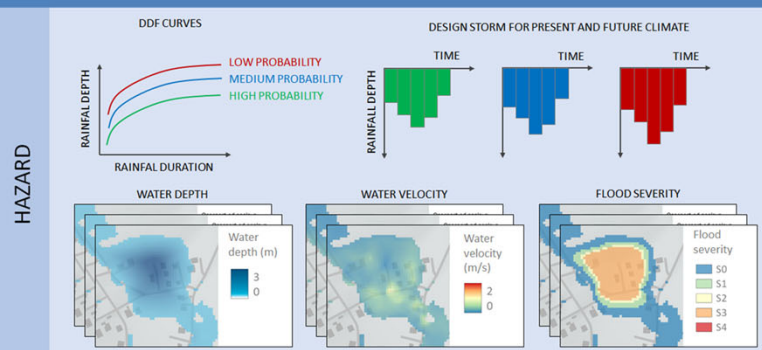 DDF CURVES
DESIGN STORM FOR PRESENT AND FUTURE CLIMATE
LOW PROBABILITY
MEDIUM PROBABILITY
HIGH PROBABILITY
RAINFALL DEPTH
RAINFAL DURATION
TIME
TIME
TIME
RAINFALL DEPTH
HAZARD
WATER DEPTH
WATER VELOCITY
FLOOD SEVERITY
Water
depth (m)
3
0
Water
velocity
(m/s)
2
0
Flood
severity
S0
S1
S2
S3
S4